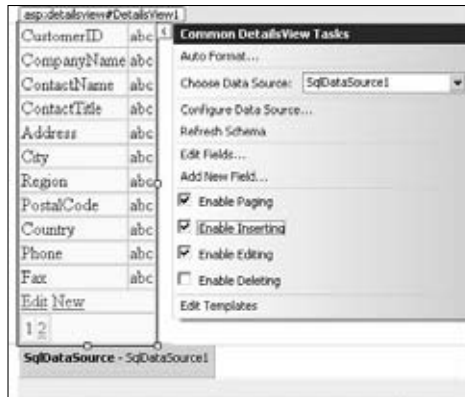 asp:detailsview#DetailsView1
CustomerID abc
CompanyName abc
ContactName abc
ContactTitle abc
Address abc
City abc
Region abc
PostalCode abc
Country abc
Phone abc
Fax abc
Edit New
1 2
SqlDataSource - SqlDataSource1
Common DetailsView Tasks
Auto Format...
Choose Data Source: SqlDataSource1
Configure Data Source...
Refresh Schema
Edit Fields...
Add New Field...
Enable Paging
Enable Inserting
Enable Editing
Enable Deleting
Edit Templates